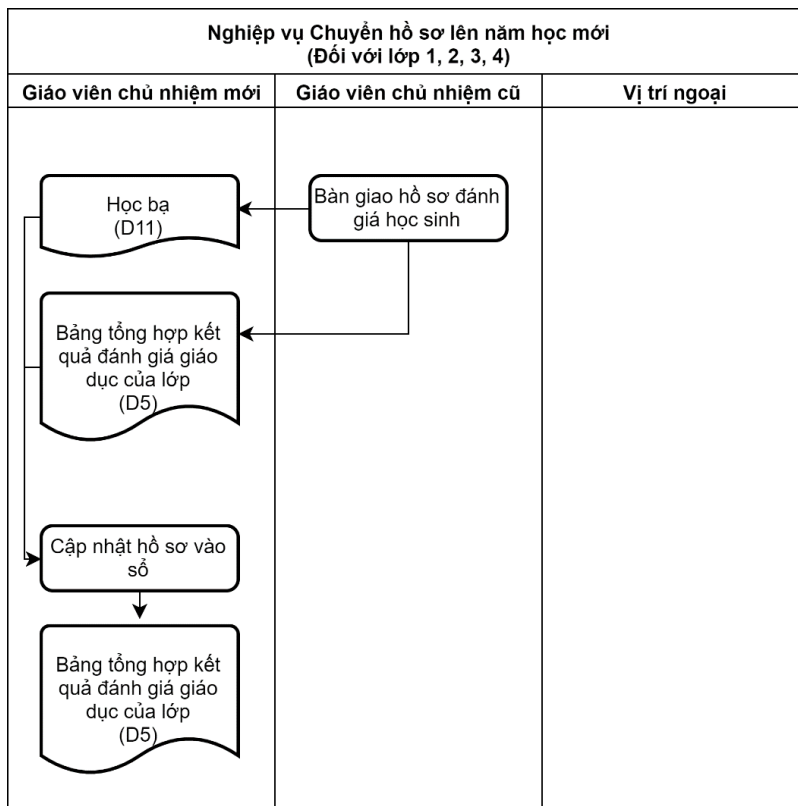 Nghiệp vụ Chuyển hồ sơ lên năm học mới
(Đối với lớp 1, 2, 3, 4)
Giáo viên chủ nhiệm mới
Giáo viên chủ nhiệm cũ
Vị trí ngoại
Bàn giao hồ sơ đánh
giá học sinh
Học bạ
(D11)
Bảng tổng hợp kết
quả đánh giá giáo
dục của lớp
(D5)
Cập nhật hồ sơ vào
sổ
Bảng tổng hợp kết
quả đánh giá giáo
dục của lớp
(D5)